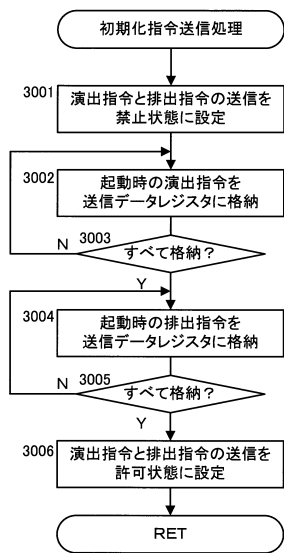 初期化指令送信処理
3001
演出指令と排出指令の送信を
禁止状態に設定
3002
起動時の演出指令を
送信データレジスタに格納
N
3003
すべて格納？
Y
3004
起動時の排出指令を
送信データレジスタに格納
N
3005
すべて格納？
Y
3006
演出指令と排出指令の送信を
許可状態に設定
RET